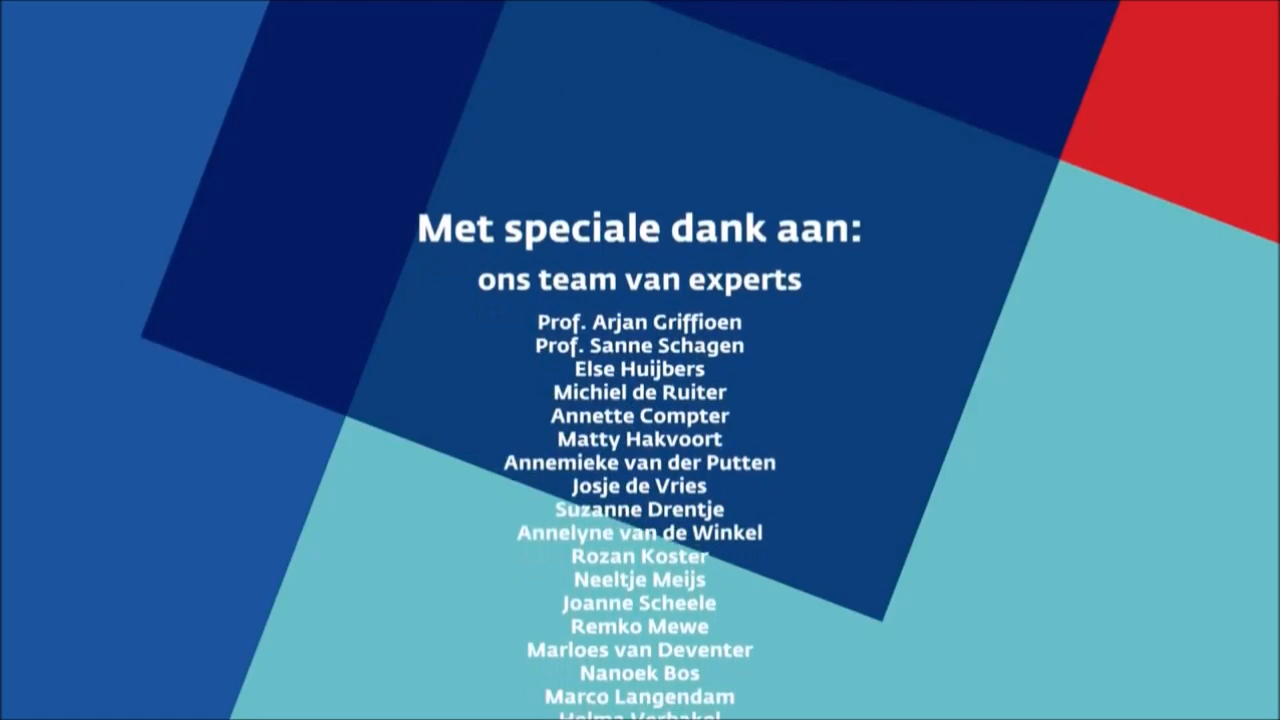 Met speciale dank aan:
ons team van experts
Prof. Arjan Griffioen
Prof. Sanne Schagen
Else Huijbers
Michiel de Ruiter
Annette Compter
Matty Hakvoort
Annemieke van der Putten
Josje de Vries
Suzanne Drentje
Annelyne van de Winkel
Rozan Koster
Neeltje Meijs
Joanne Scheele
Remko Mewe
Marloes van Deventer
Nanoek Bos
Marco Langendam